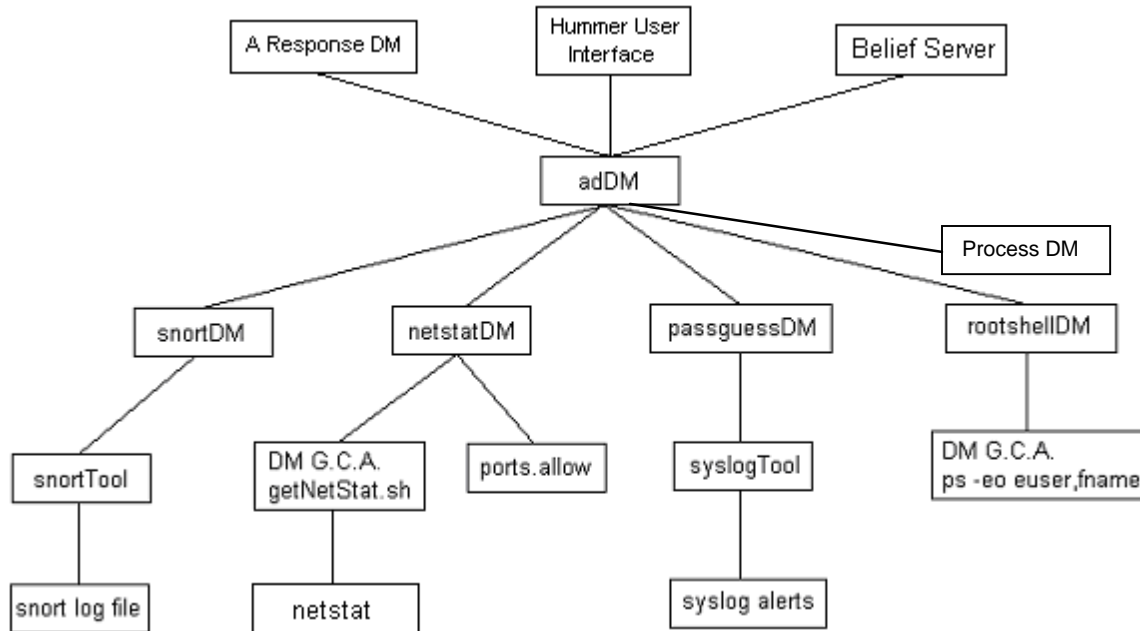 A Response DM
Hummer User
Interface
Belief Server
adDM
Process DM
snortDM
netstatDM
passguessDM
rootshellDM
snortTool
DM G.C.A.
getNetStat.sh
ports.allow
syslogTool
DM G.C.A.
ps -eo euser,fname
snort log file
netstat
syslog alerts